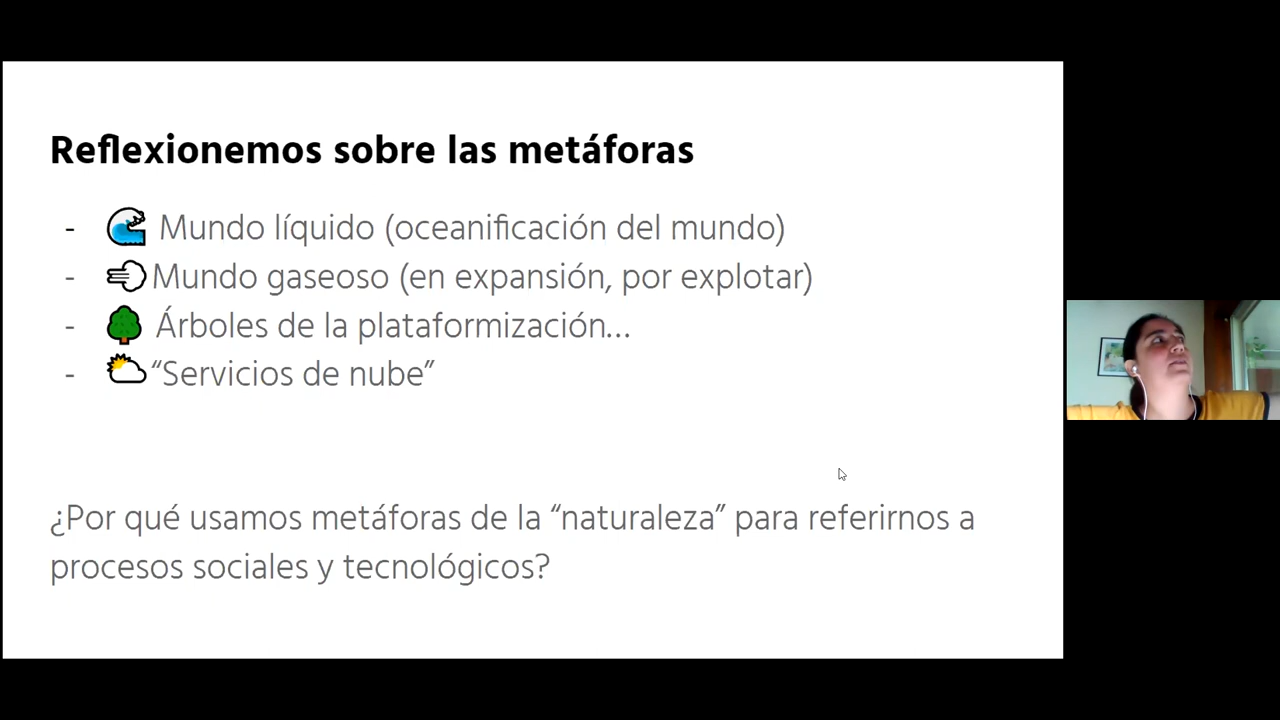 Reflexionemos sobre las metáforas
- 🌊 Mundo líquido (oceanificación del mundo)
- 💨 Mundo gaseoso (en expansión, por explotar)
- 🌳 Árboles de la plataformización...
- 🌤 “Servicios de nube”
¿Por qué usamos metáforas de la “naturaleza” para referirnos a
procesos sociales y tecnológicos?